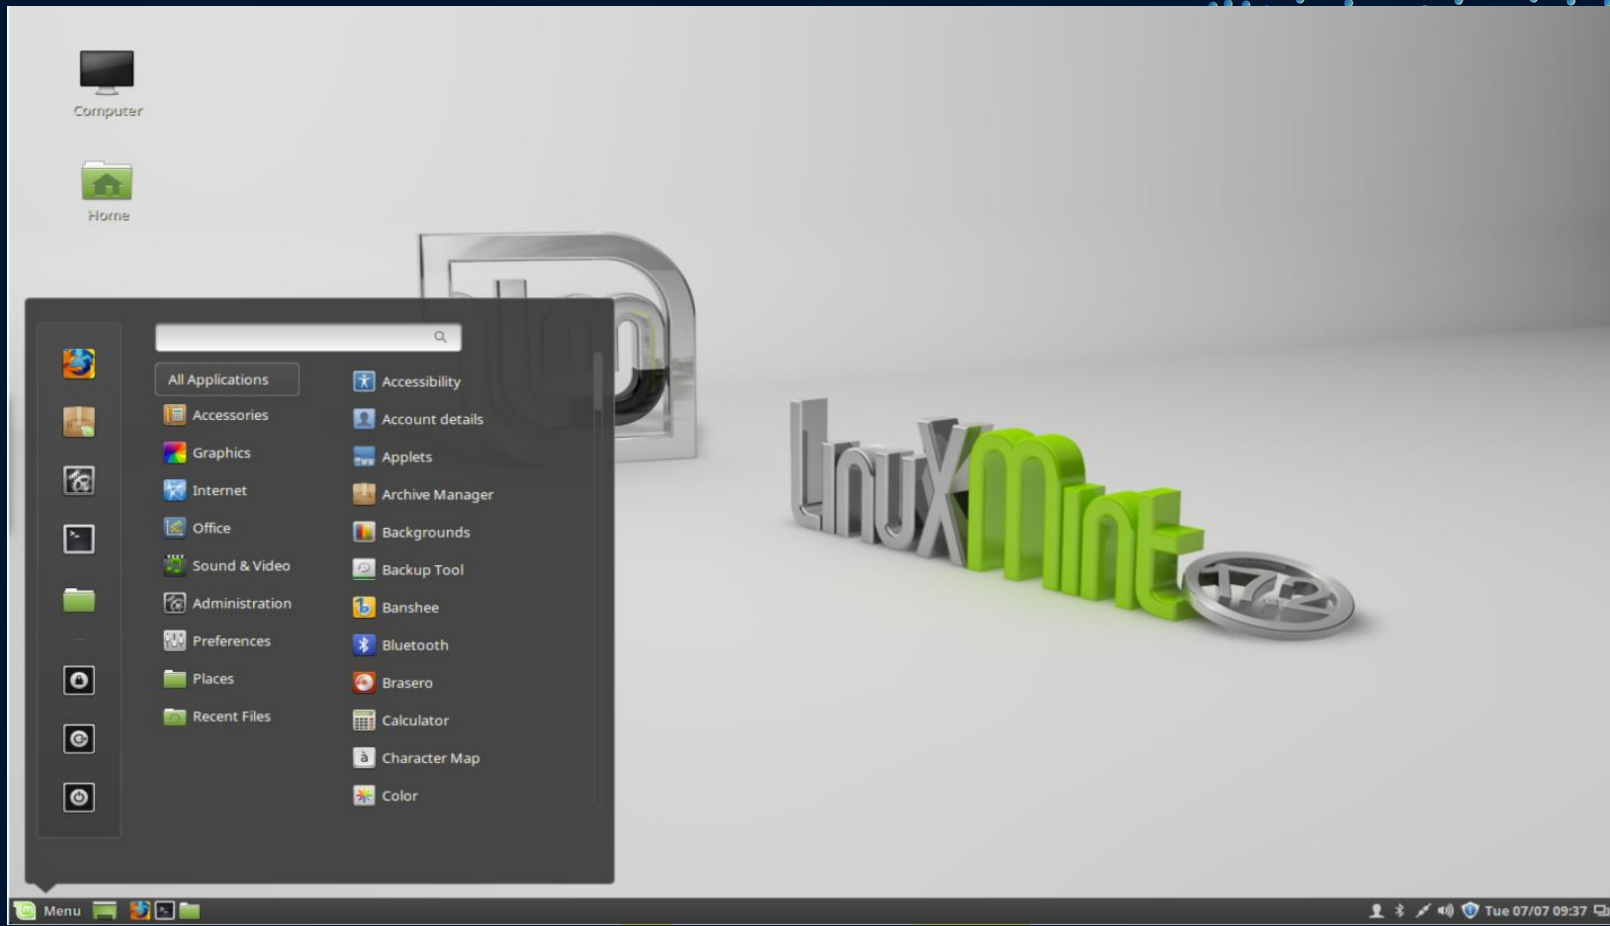 Computer
Home
All Applications
Accessories
Graphics
Internet
Office
Sound & Video
Administration
Preferences
Places
Recent Files
Accessibility
Account details
Applets
Archive Manager
Backgrounds
Backup Tool
Banshee
Bluetooth
Brasero
Calculator
Character Map
Color
LinuxMint 17.2
Menu
Tue 07/07 09:37